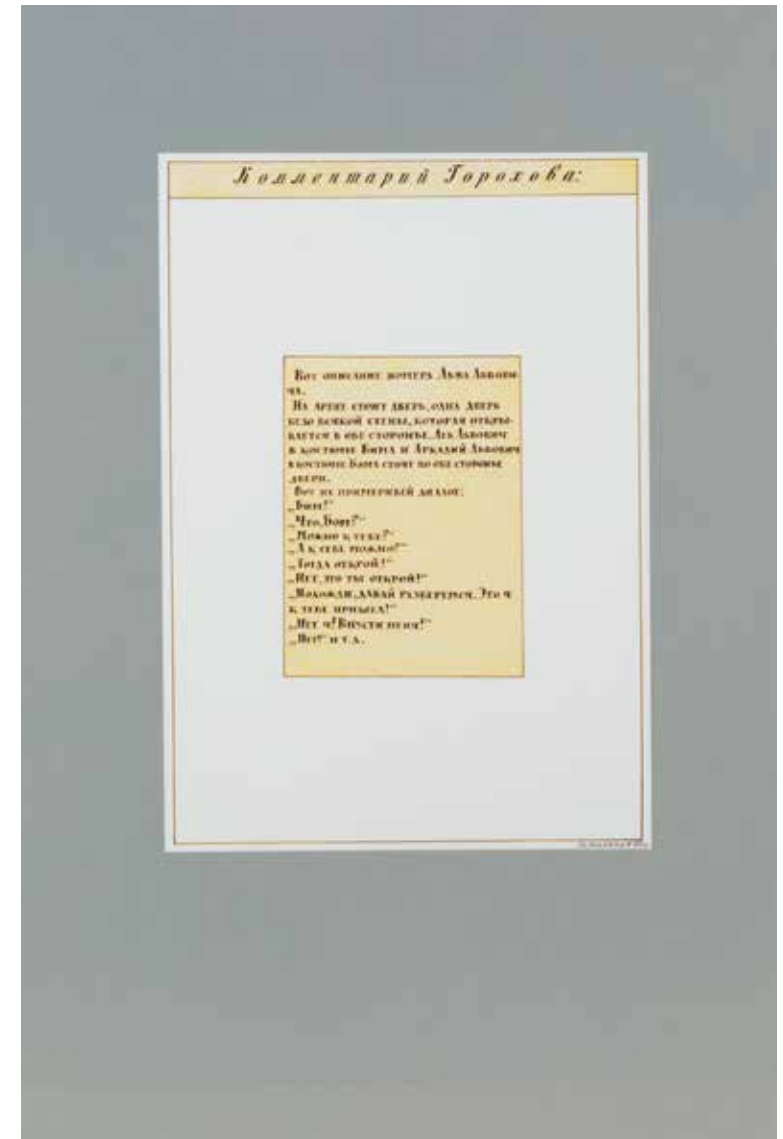 Комментарий Горохова:
Вот описание номера Льва Львови-
ча.
На арене стоит дверь, одна дверь
безо всякой стены, которая откры-
вается в обе стороны. Лев Львович
в костюме Бима и Аркадий Львович
в костюме Бома стоят по обе стороны
двери.
Вот их примерный диалог:
„Бим!“
„Что, Бом?“
„Можно к тебе?“
„А к тебе можно?“
„Тогда открой!“
„Нет, это ты открой!“
„Подожди, давай разберемся. Это я
к тебе пришел!“
„Нет я! Впусти меня!“
„Нет!“ и т.д.